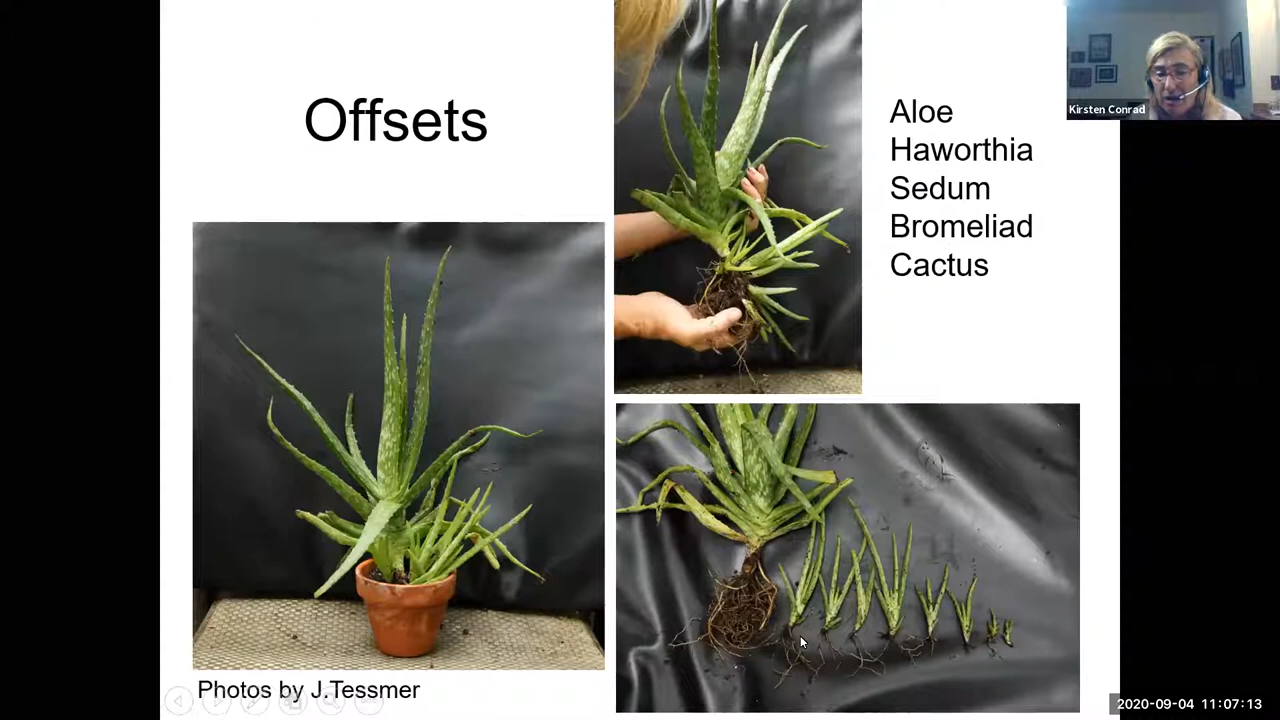 Offsets
Aloe
Haworthia
Sedum
Bromeliad
Cactus
Kirsten Conrad
Photos by J.Tessmer
2020-09-04 11:07:13